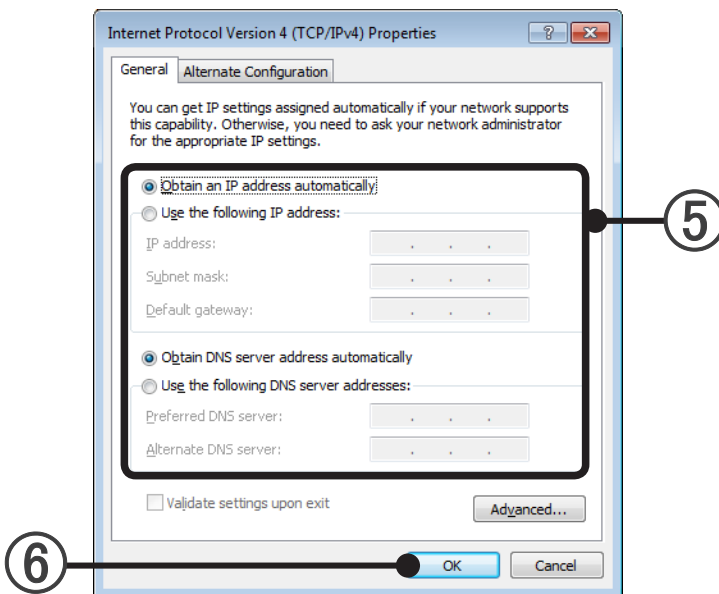 Internet Protocol Version 4 (TCP/IPv4) Properties
General
Alternate Configuration
You can get IP settings assigned automatically if your network supports
this capability. Otherwise, you need to ask your network administrator
for the appropriate IP settings.
Obtain an IP address automatically
Use the following IP address:
⑤
IP address: . . .
Subnet mask: . . .
Default gateway: . . .
Obtain DNS server address automatically
Use the following DNS server addresses:
Preferred DNS server: . . .
Alternate DNS server: . . .
Validate settings upon exit
Advanced...
⑥
OK
Cancel